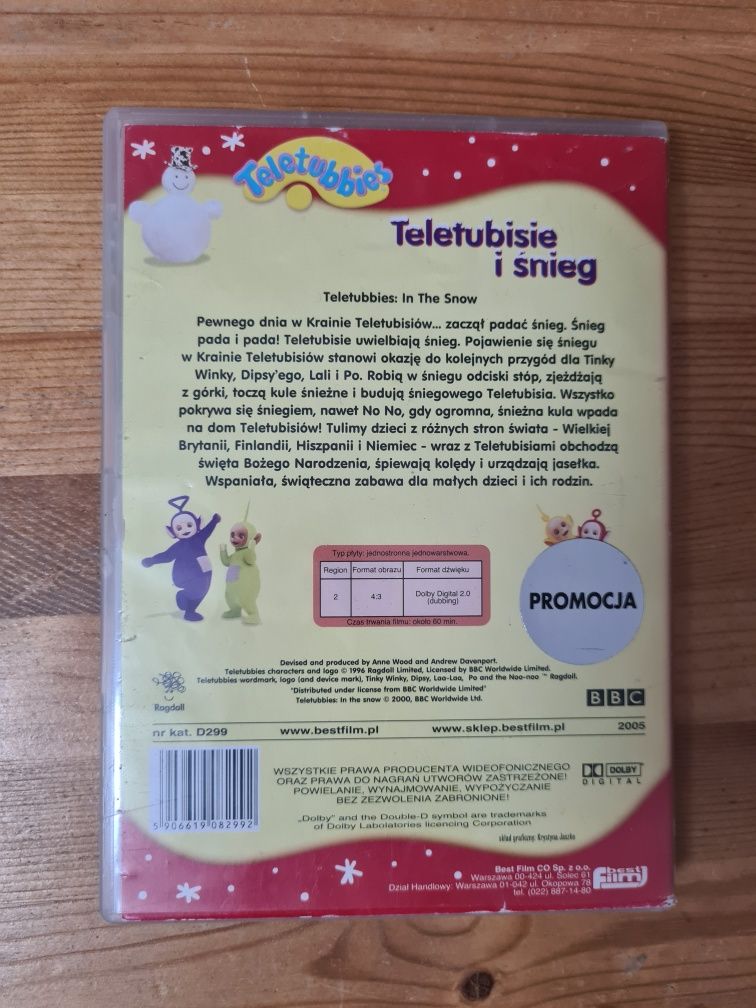 Teletubbies
Teletubisie
i śnieg
Teletubbies: In The Snow
Pewnego dnia w Krainie Teletubisiów... zaczął padać śnieg. Śnieg
pada i pada! Teletubisie uwielbiają śnieg. Pojawienie się śniegu
w Krainie Teletubisiów stanowi okazję do kolejnych przygód dla Tinky
Winky, Dipsy'ego, Lali i Po. Robią w śniegu odciski stóp, zjeżdżają
z górki, toczą kule śnieżne i budują śniegowego Teletubisia. Wszystko
pokrywa się śniegiem, nawet No No, gdy ogromna, śnieżna kula wpada
na dom Teletubisiów! Tulimy dzieci z różnych stron świata - Wielkiej
Brytanii, Finlandii, Hiszpanii i Niemiec - wraz z Teletubisiami obchodzą
święta Bożego Narodzenia, śpiewają kolędy i urządzają jasełka.
Wspaniała, świąteczna zabawa dla małych dzieci i ich rodzin.
Typ płyty: jednostronna jednowarstwowa.
Region Format obrazu Format dźwięku
2 4:3 Dolby Digital 2.0
(dubbing)
Czas trwania filmu: około 60 min.
PROMOCJA
Devised and produced by Anne Wood and Andrew Davenport.
Teletubbies characters and logo © 1996 Ragdoll Limited, Licensed by BBC Worldwide Limited.
Teletubbies wordmark, logo (and device mark), Tinky Winky, Dipsy, Laa-Laa, Po and the Noo-noo ™ Ragdoll.
"Distributed under license from BBC Worldwide Limited"
Teletubbies: In the snow © 2000, BBC Worldwide Ltd.
Ragdoll
BBC
nr kat. D299 www.bestfilm.pl www.sklep.bestfilm.pl 2005
WSZYSTKIE PRAWA PRODUCENTA WIDEOFONICZNEGO
ORAZ PRAWA DO NAGRAŃ UTWORÓW ZASTRZEŻONE!
POWIELANIE, WYNAJMOWANIE, WYPOŻYCZANIE
BEZ ZEZWOLENIA ZABRONIONE!
DOLBY
DIGITAL
„Dolby" and the Double-D symbol are trademarks
of Dolby Labolatories licencing Corporation
skład graficzny: Krystyna Jaszko
5 906619 082992
Best Film CO Sp. z o.o.
Warszawa 00-424 ul. Solec 61
Dział Handlowy: Warszawa 01-042 ul. Okopowa 78
tel. (022) 887-14-80
best
film